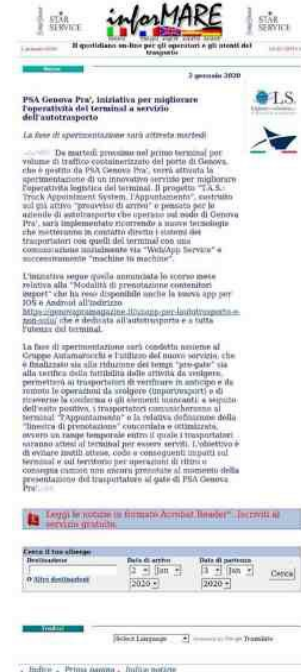 STAR
SERVICE
inforMARE
STAR
SERVICE
Il quotidiano on-line per gli operatori e gli utenti del
trasporto
2 gennaio 2020
PSA Genova Pra', iniziativa per migliorare
l'operatività del terminal a servizio
dell'autotrasporto
La fase di sperimentazione sarà attivata martedì
Da martedì prossimo nel primo terminal per
volume di traffico containerizzato del porto di Genova,
che è gestito da PSA Genova Pra', verrà attivata la
sperimentazione di un innovativo servizio per migliorare
l'operatività logistica del terminal. Il progetto "T.A.S.:
Truck Appointment System, l'Appuntamento", costruito
sul già attivo "preavviso di arrivo" e pensato per le
aziende di autotrasporto che operano sul nodo di Genova
Pra', sarà implementato ricorrendo a nuove tecnologie
che metteranno in contatto diretto i sistemi dei
trasportatori con quelli del terminal con una
comunicazione inizialmente via "WebApp Service" e
successivamente "machine to machine".
L'iniziativa segue quella annunciata lo scorso mese
relativa alla "Modalità di prenotazione contenitori
import" che ha reso disponibile anche la nuova app per
IOS e Android all'indirizzo
che è dedicata all'autotrasporto e a tutta
l'utenza del terminal.
La fase di sperimentazione sarà condotta assieme al
Gruppo Autamarocchi e l'utilizzo del nuovo servizio, che
è finalizzato sia alla riduzione dei tempi "pre-gate" sia
alla verifica della fattibilità delle attività da svolgere,
permetterà ai trasportatori di verificare in anticipo e da
remoto le operazioni da svolgere (import/export) e di
riceverne la conferma o gli elementi mancanti: a seguito
dell'esito positivo, i trasportatori comunicheranno al
terminal "l'Appuntamento" e la relativa definizione della
"finestra di prenotazione" concordata e ottimizzata,
ovvero un range temporale entro il quale i trasportatori
saranno attesi al terminal per essere serviti. L'obiettivo è
di evitare inutili attese, code e conseguenti impatti sul
terminal e sul territorio per operazioni di ritiro e
consegna camion non ancora prenotate al momento della
presentazione del trasportatore al gate di PSA Genova
Pra'.
Leggi le notizie in formato Acrobat Reader®. Iscriviti al
servizio gratuito.
Cerca il tuo albergo
Destinazione
Data di arrivo
Data di partenza
2 Jan
3 Jan
Cerca
Altre destinazioni
2020
2020
Select Language
Translate
Indice
Prima pagina
Indice notizie